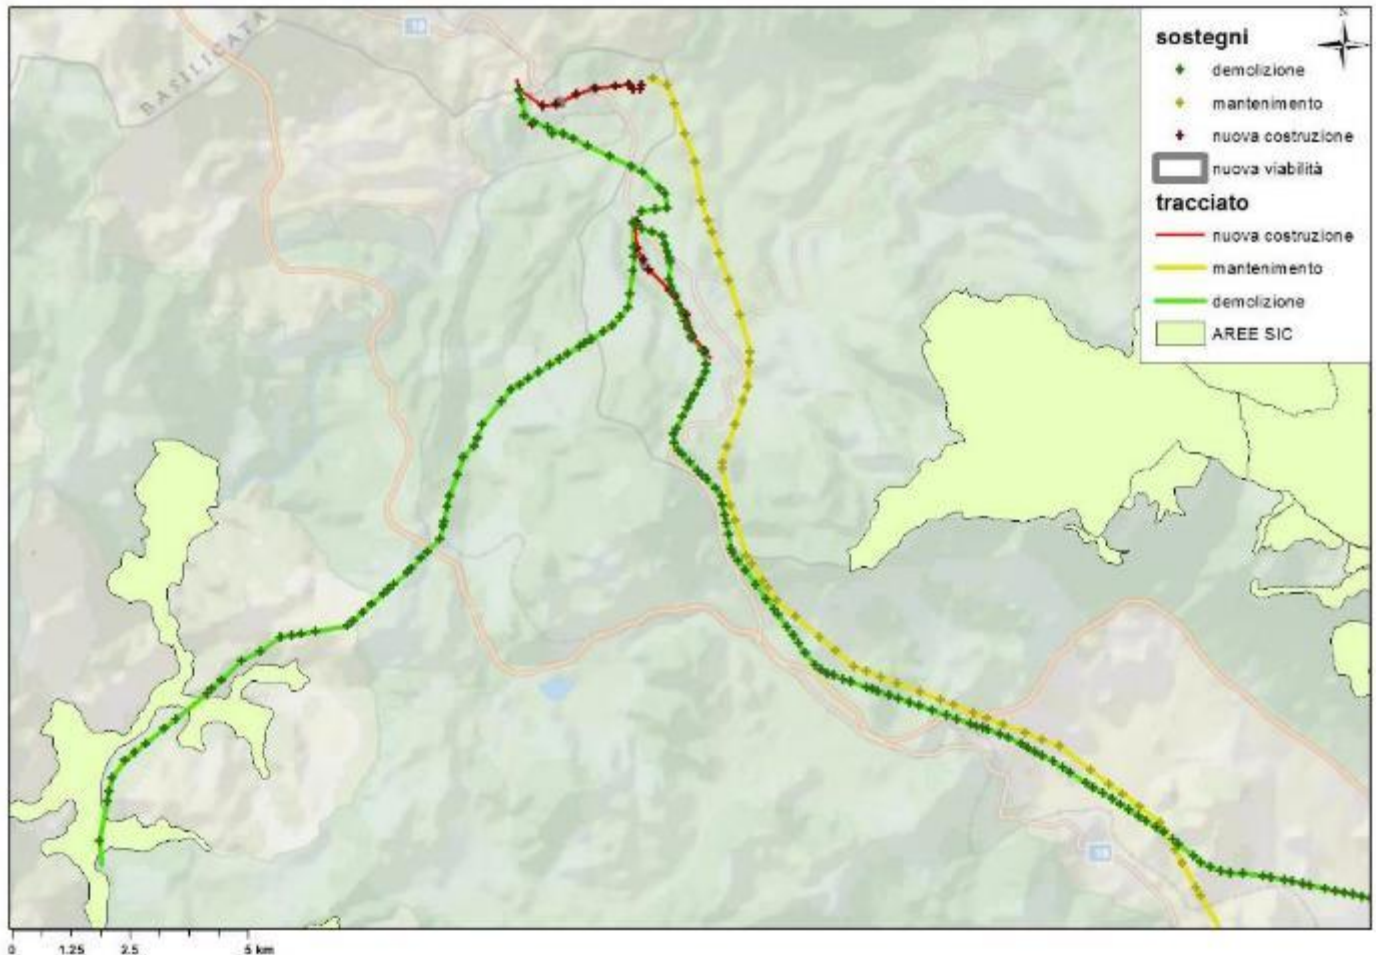 BASILICATA
18
N
sostegni
demolizione
mantenimento
nuova costruzione
nuova viabilità
tracciato
nuova costruzione
mantenimento
demolizione
AREE SIC
0 1.25 2.5 5 km